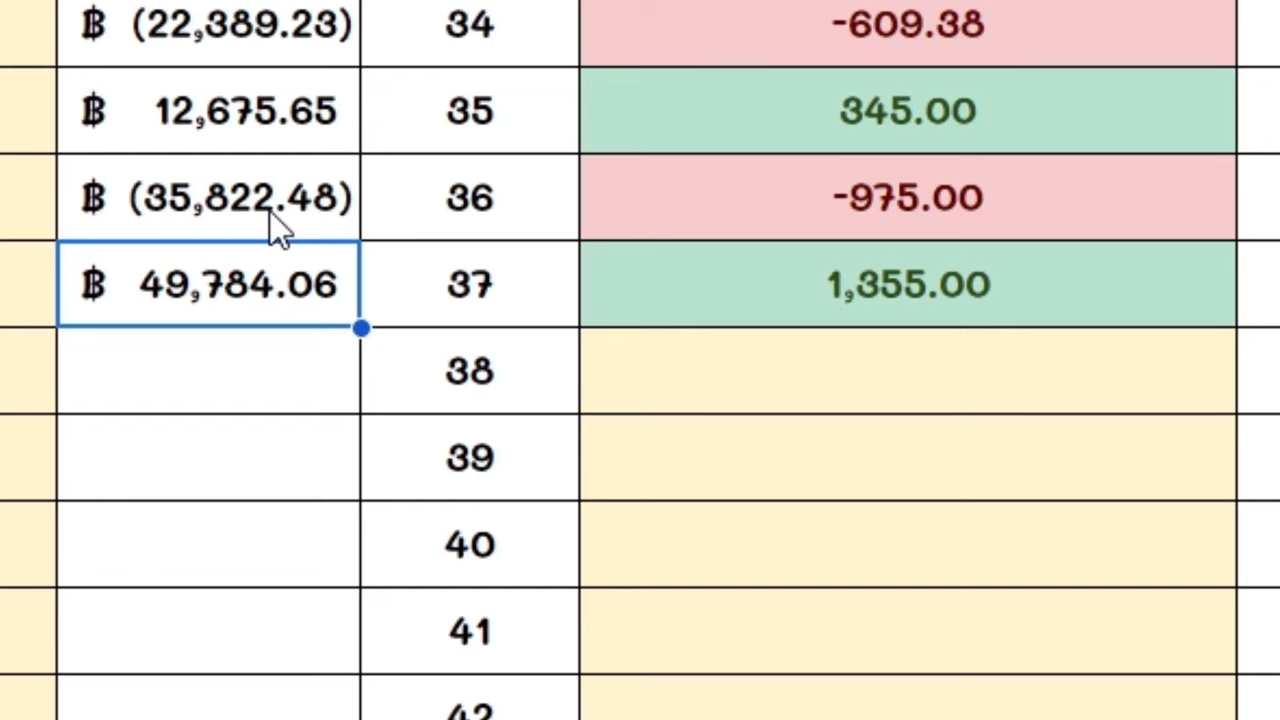 ฿ (22,389.23) 34 -609.38
฿ 12,675.65 35 345.00
฿ (35,822.48) 36 -975.00
฿ 49,784.06 37 1,355.00
38
39
40
41
42